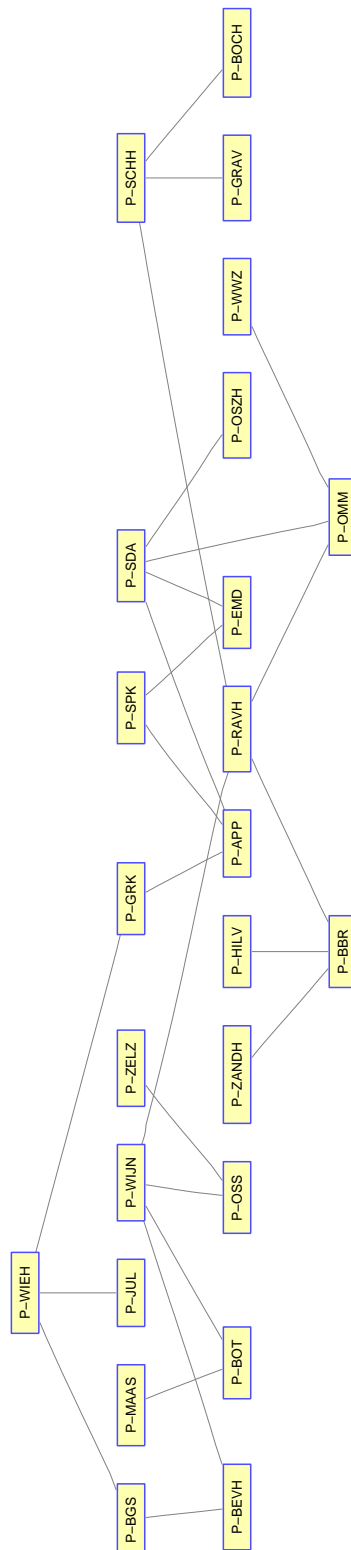 P-WIEH
P-BGS
P-MAAS
P-JUL
P-WIJN
P-ZELZ
P-GRK
P-SPK
P-SDA
P-SCHH
P-BEVH
P-BOT
P-OSS
P-ZANDH
P-HILV
P-APP
P-RAVH
P-EMD
P-OSZH
P-WWZ
P-GRAV
P-BOCH
P-BBR
P-OMM